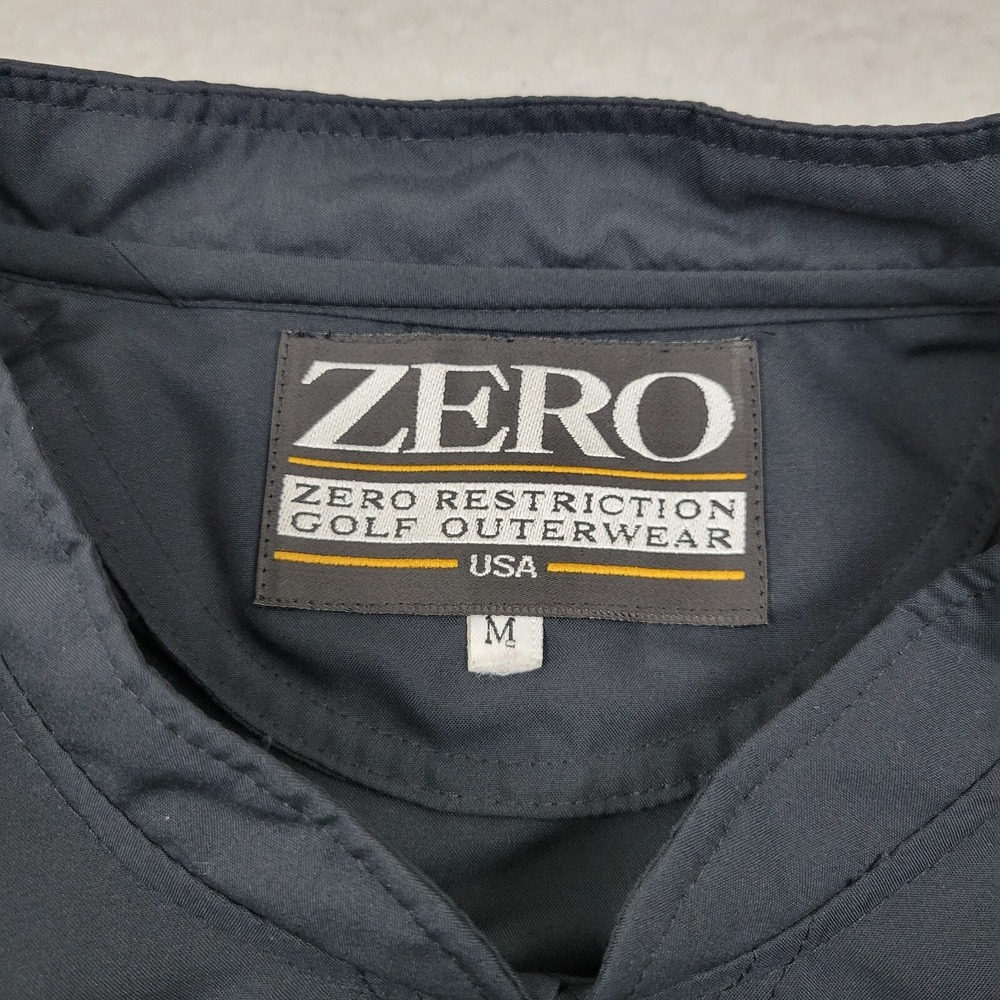 ZERO
ZERO RESTRICTION
GOLF OUTERWEAR
USA
M